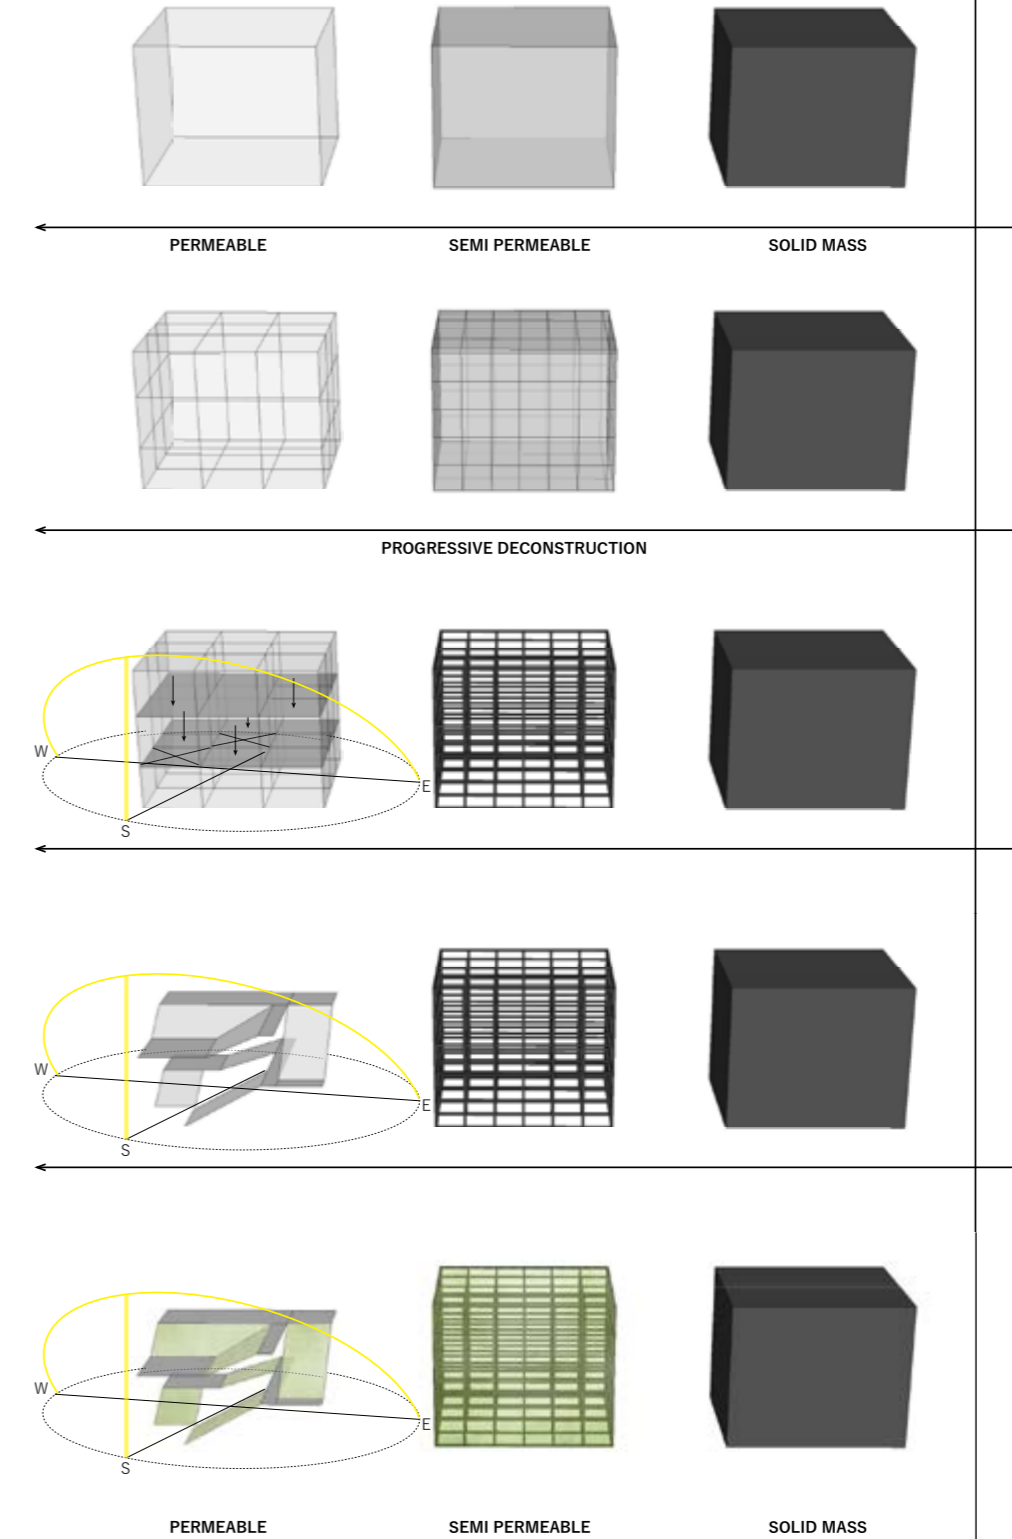 PERMEABLE SEMI PERMEABLE SOLID MASS
PROGRESSIVE DECONSTRUCTION
W
E
S
W
E
S
W
E
S
PERMEABLE SEMI PERMEABLE SOLID MASS